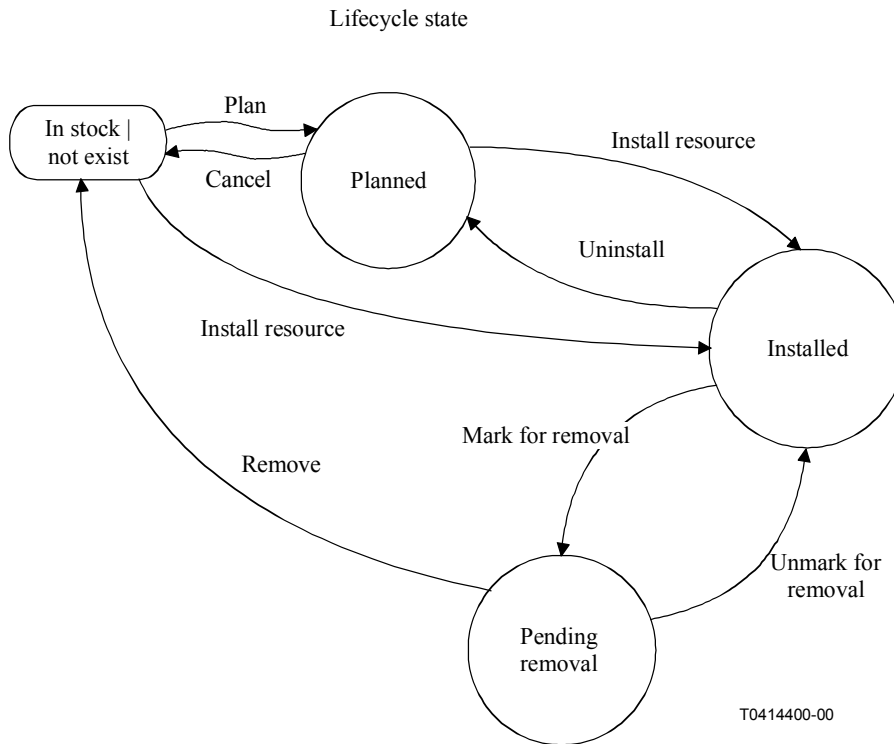 Lifecycle state
Plan
In stock |
not exist
Install resource
Cancel
Planned
Uninstall
Install resource
Installed
Mark for removal
Remove
Unmark for
removal
Pending
removal
T0414400-00